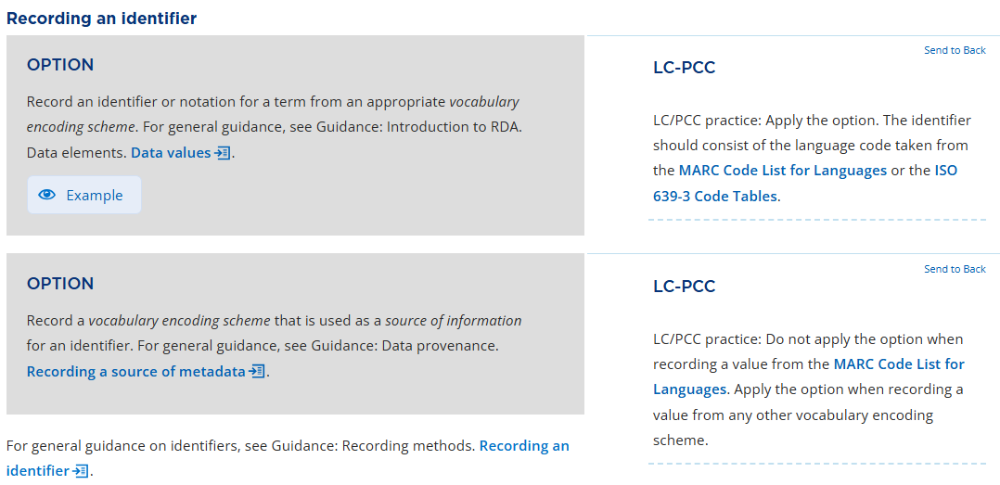 Recording an identifier
OPTION
Record an identifier or notation for a term from an appropriate vocabulary
encoding scheme. For general guidance, see Guidance: Introduction to RDA.
Data elements. Data values.
Example
Send to Back
LC-PCC
LC/PCC practice: Apply the option. The identifier
should consist of the language code taken from
the MARC Code List for Languages or the ISO
639-3 Code Tables.
OPTION
Record a vocabulary encoding scheme that is used as a source of information
for an identifier. For general guidance, see Guidance: Data provenance.
Recording a source of metadata.
Send to Back
LC-PCC
LC/PCC practice: Do not apply the option when
recording a value from the MARC Code List for
Languages. Apply the option when recording a
value from any other vocabulary encoding
scheme.
For general guidance on identifiers, see Guidance: Recording methods. Recording an
identifier.